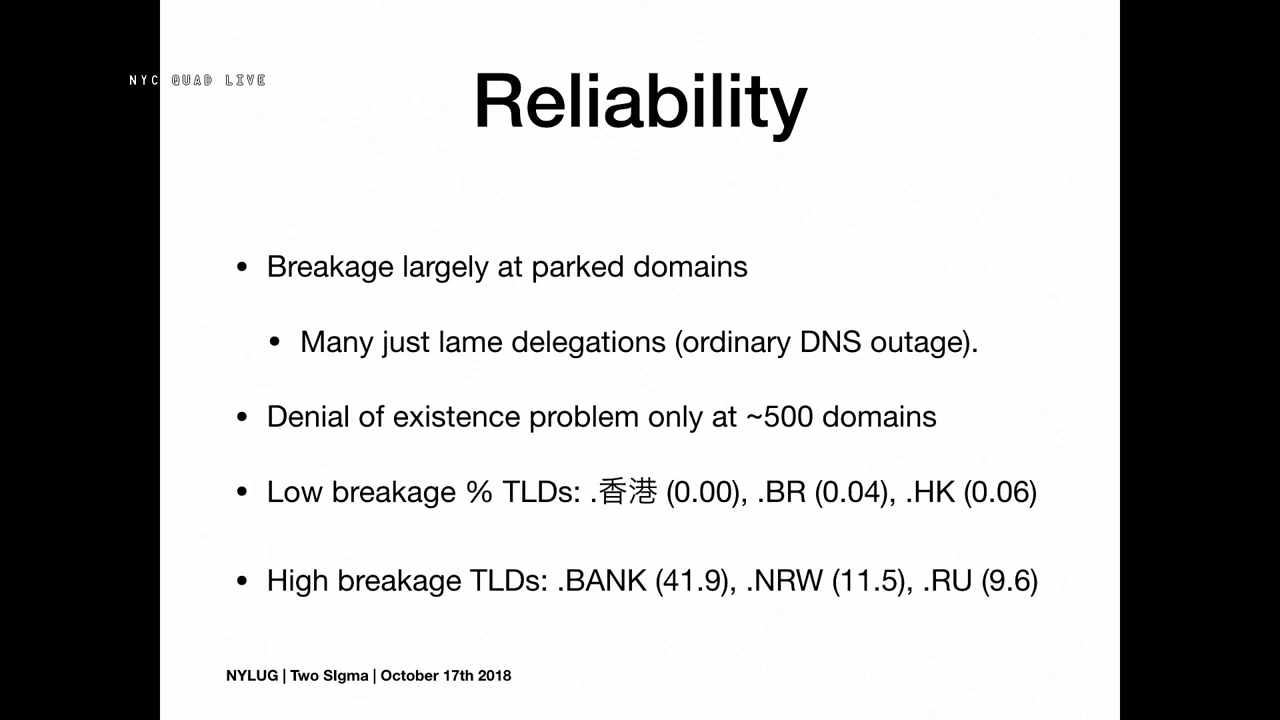 NYC QUAD LIVE
Reliability
• Breakage largely at parked domains
• Many just lame delegations (ordinary DNS outage).
• Denial of existence problem only at ~500 domains
• Low breakage % TLDs: .香港 (0.00), .BR (0.04), .HK (0.06)
• High breakage TLDs: .BANK (41.9), .NRW (11.5), .RU (9.6)
NYLUG | Two SIgma | October 17th 2018